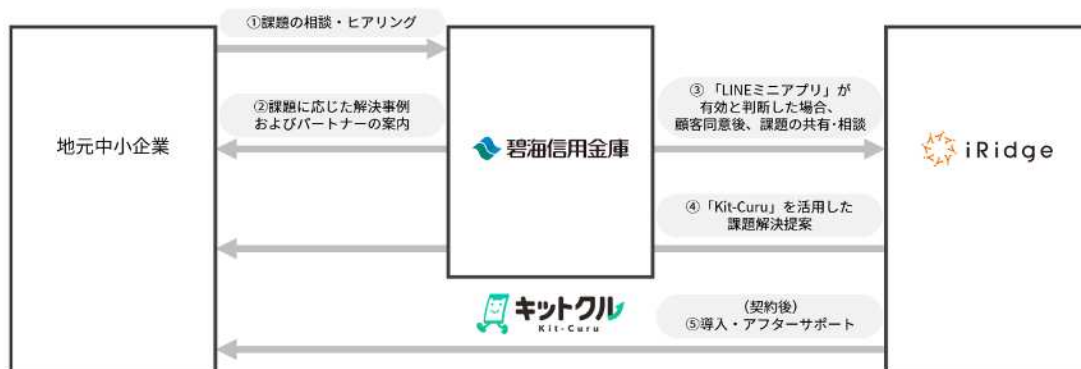 ①課題の相談・ヒアリング
②課題に応じた解決事例
およびパートナーの案内
地元中小企業
碧海信用金庫
③「LINEミニアプリ」が
有効と判断した場合、
顧客同意後、課題の共有・相談
iRidge
④「Kit-Curu」を活用した
課題解決提案
キットクル
Kit-Curu
(契約後)
⑤導入・アフターサポート